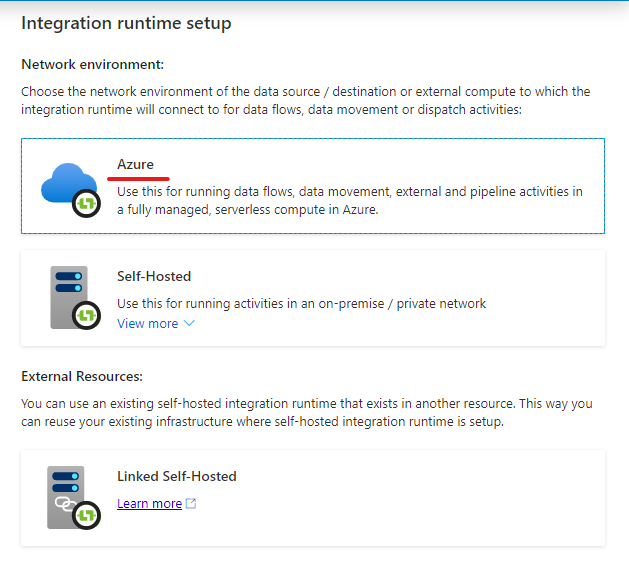 Integration runtime setup
Network environment:
Choose the network environment of the data source / destination or external compute to which the
integration runtime will connect to for data flows, data movement or dispatch activities:
Azure
Use this for running data flows, data movement, external and pipeline activities in
a fully managed, serverless compute in Azure.
Self-Hosted
Use this for running activities in an on-premise / private network
View more
External Resources:
You can use an existing self-hosted integration runtime that exists in another resource. This way you
can reuse your existing infrastructure where self-hosted integration runtime is setup.
Linked Self-Hosted
Learn more